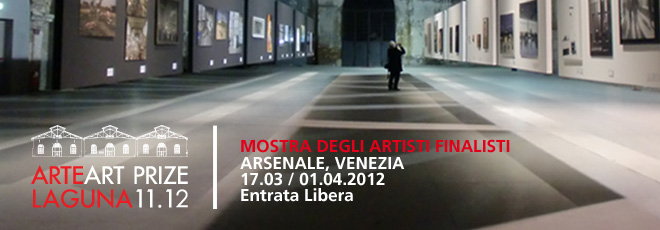 ARTEART PRIZE
LAGUNA11.12
MOSTRA DEGLI ARTISTI FINALISTI
ARSENALE, VENEZIA
17.03 / 01.04.2012
Entrata Libera